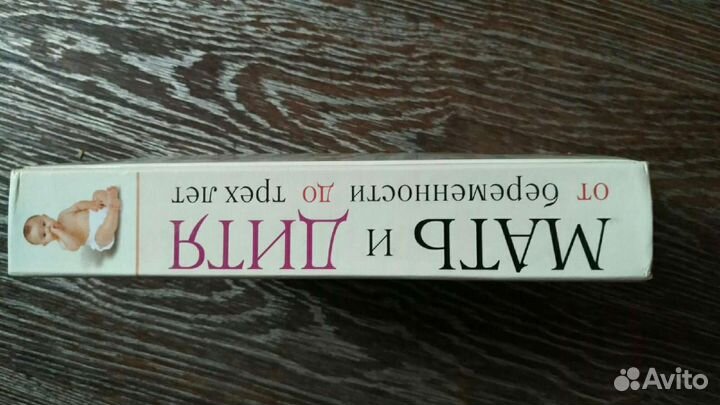 МАТЬ и ДИТЯ
от беременности до трех лет
Avito